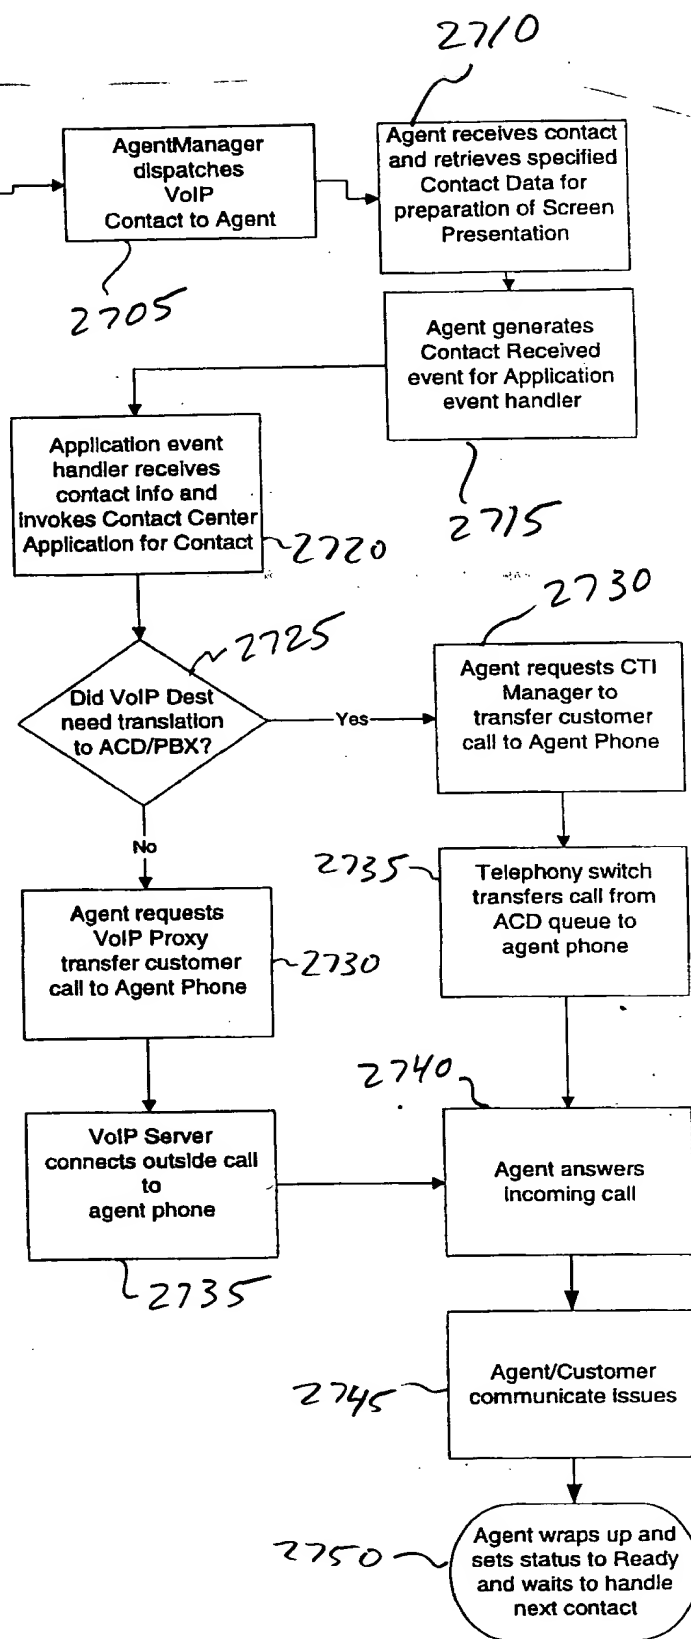 2710
AgentManager
dispatches
VoIP
Contact to Agent
2705
Agent receives contact
and retrieves specified
Contact Data for
preparation of Screen
Presentation
Agent generates
Contact Received
event for Application
event handler
2715
Application event
handler receives
contact info and
invokes Contact Center
Application for Contact
2720
2725
Did VoIP Dest
need translation
to ACD/PBX?
Yes
No
2730
Agent requests CTI
Manager to
transfer customer
call to Agent Phone
2735
Telephony switch
transfers call from
ACD queue to
agent phone
Agent requests
VoIP Proxy
transfer customer
call to Agent Phone
2730
VoIP Server
connects outside call
to
agent phone
2735
2740
Agent answers
incoming call
2745
Agent/Customer
communicate issues
2750
Agent wraps up and
sets status to Ready
and waits to handle
next contact